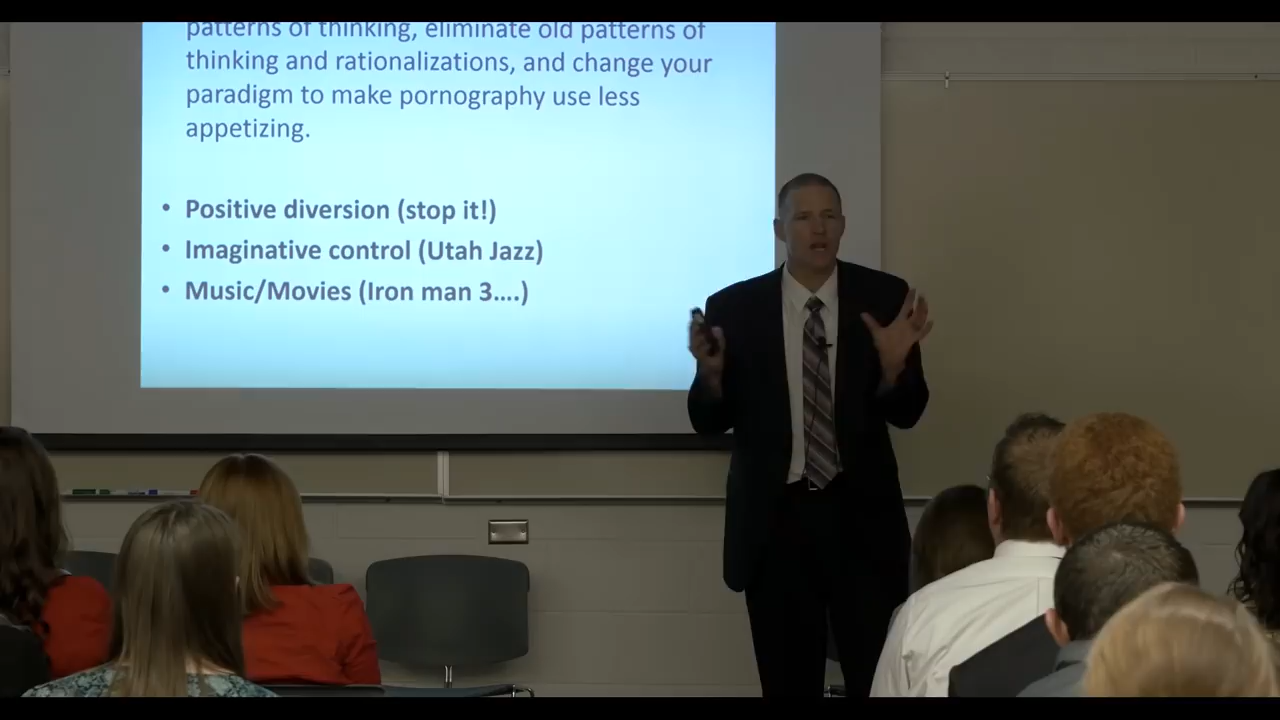 patterns of thinking, eliminate old patterns of
thinking and rationalizations, and change your
paradigm to make pornography use less
appetizing.
• Positive diversion (stop it!)
• Imaginative control (Utah Jazz)
• Music/Movies (Iron man 3....)